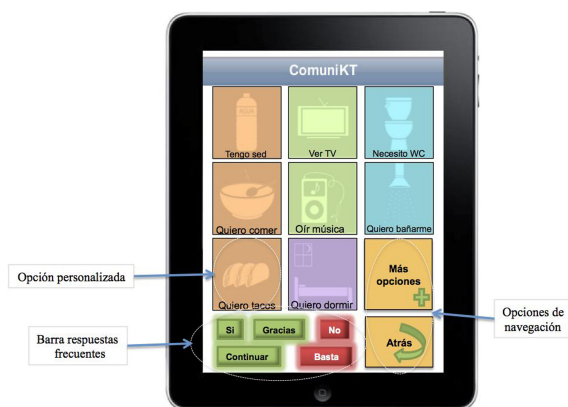 ComuniKT
Tengo sed
Ver TV
Necesito WC
Quiero comer
Oír música
Quiero bañarme
Opción personalizada
Quiero tacos
Quiero dormir
Más
opciones
Opciones de
navegación
Barra respuestas
frecuentes
Si
Gracias
No
Continuar
Basta
Atrás